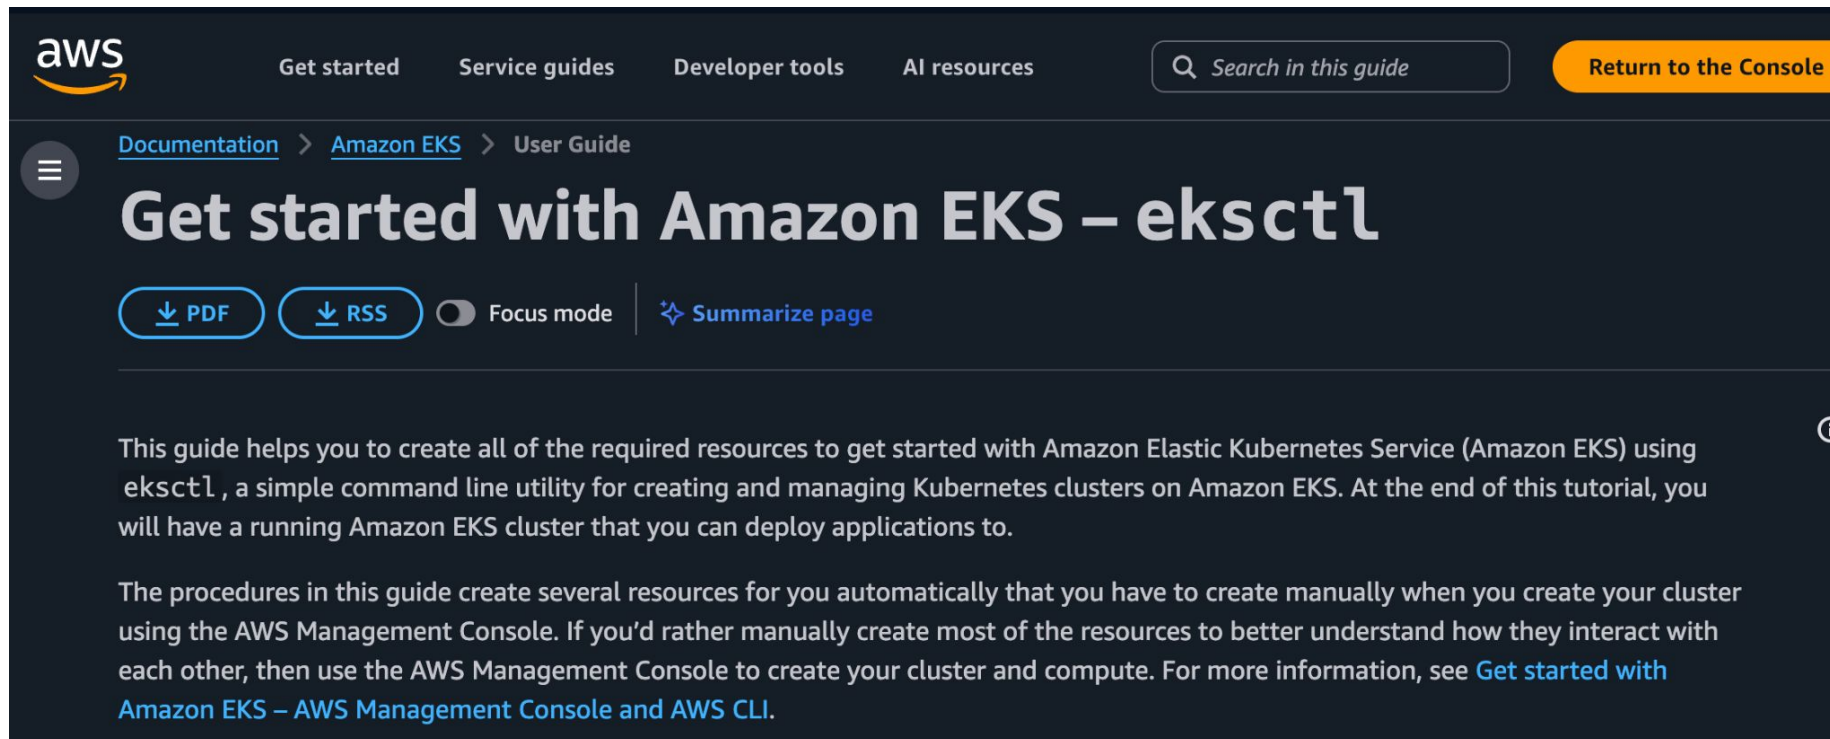 aws
Get started
Service guides
Developer tools
AI resources
Search in this guide
Return to the Console
Documentation > Amazon EKS > User Guide
Get started with Amazon EKS – eksctl
PDF
RSS
Focus mode
Summarize page
This guide helps you to create all of the required resources to get started with Amazon Elastic Kubernetes Service (Amazon EKS) using
eksctl, a simple command line utility for creating and managing Kubernetes clusters on Amazon EKS. At the end of this tutorial, you
will have a running Amazon EKS cluster that you can deploy applications to.
The procedures in this guide create several resources for you automatically that you have to create manually when you create your cluster
using the AWS Management Console. If you’d rather manually create most of the resources to better understand how they interact with
each other, then use the AWS Management Console to create your cluster and compute. For more information, see Get started with
Amazon EKS – AWS Management Console and AWS CLI.